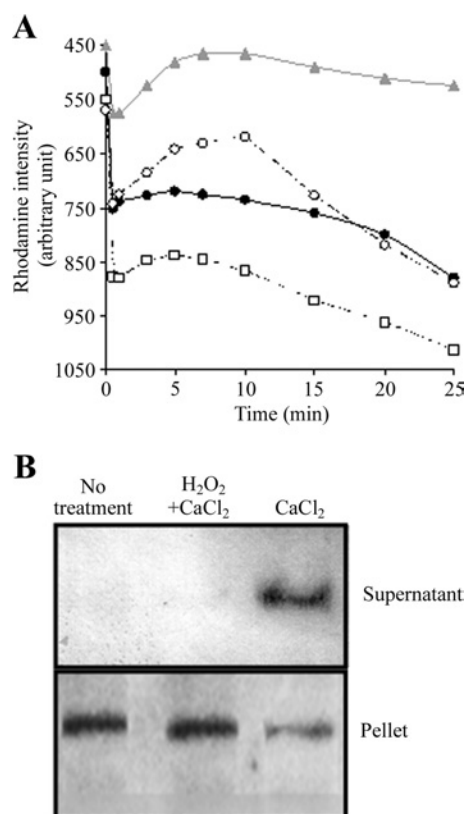 A
450
550
650
750
850
950
1050
Rhodamine intensity
(arbitrary unit)
0
5
10
15
20
25
Time (min)
B
No
treatment
H₂O₂
+CaCl₂
CaCl₂
Supernatant
Pellet